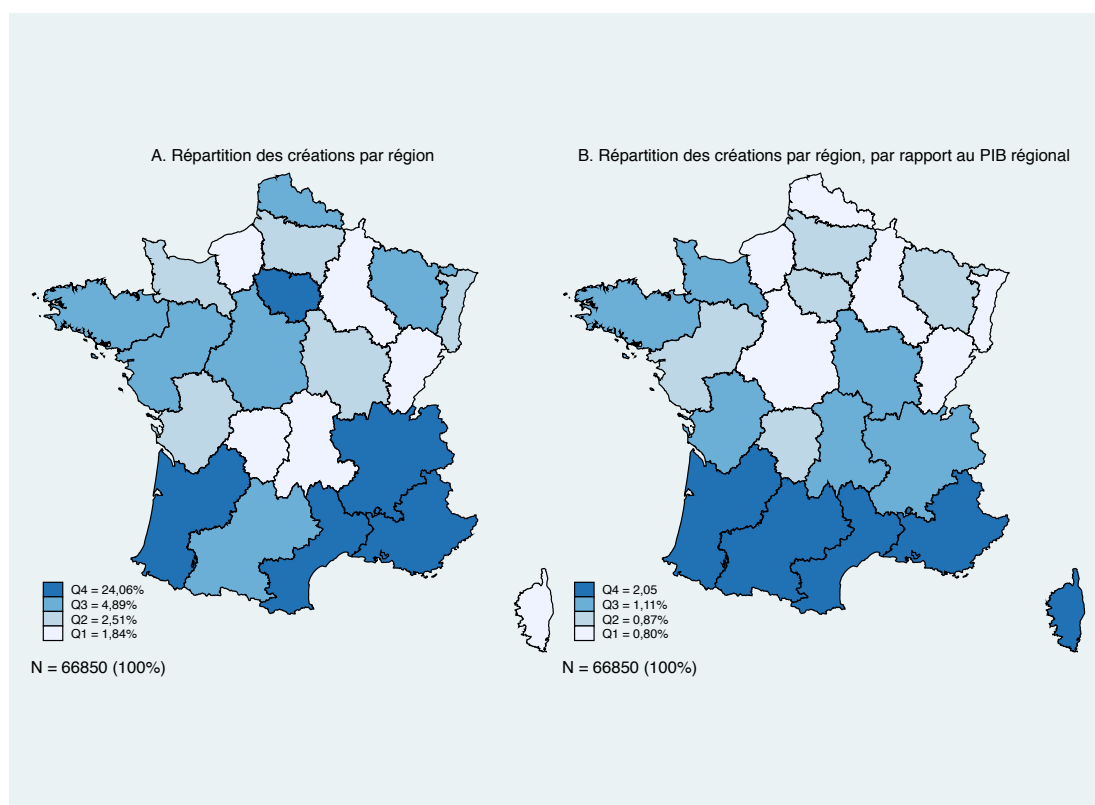 A. Répartition des créations par région
Q4 = 24,06%
Q3 = 4,89%
Q2 = 2,51%
Q1 = 1,84%
N = 66850 (100%)
B. Répartition des créations par région, par rapport au PIB régional
Q4 = 2,05
Q3 = 1,11%
Q2 = 0,87%
Q1 = 0,80%
N = 66850 (100%)